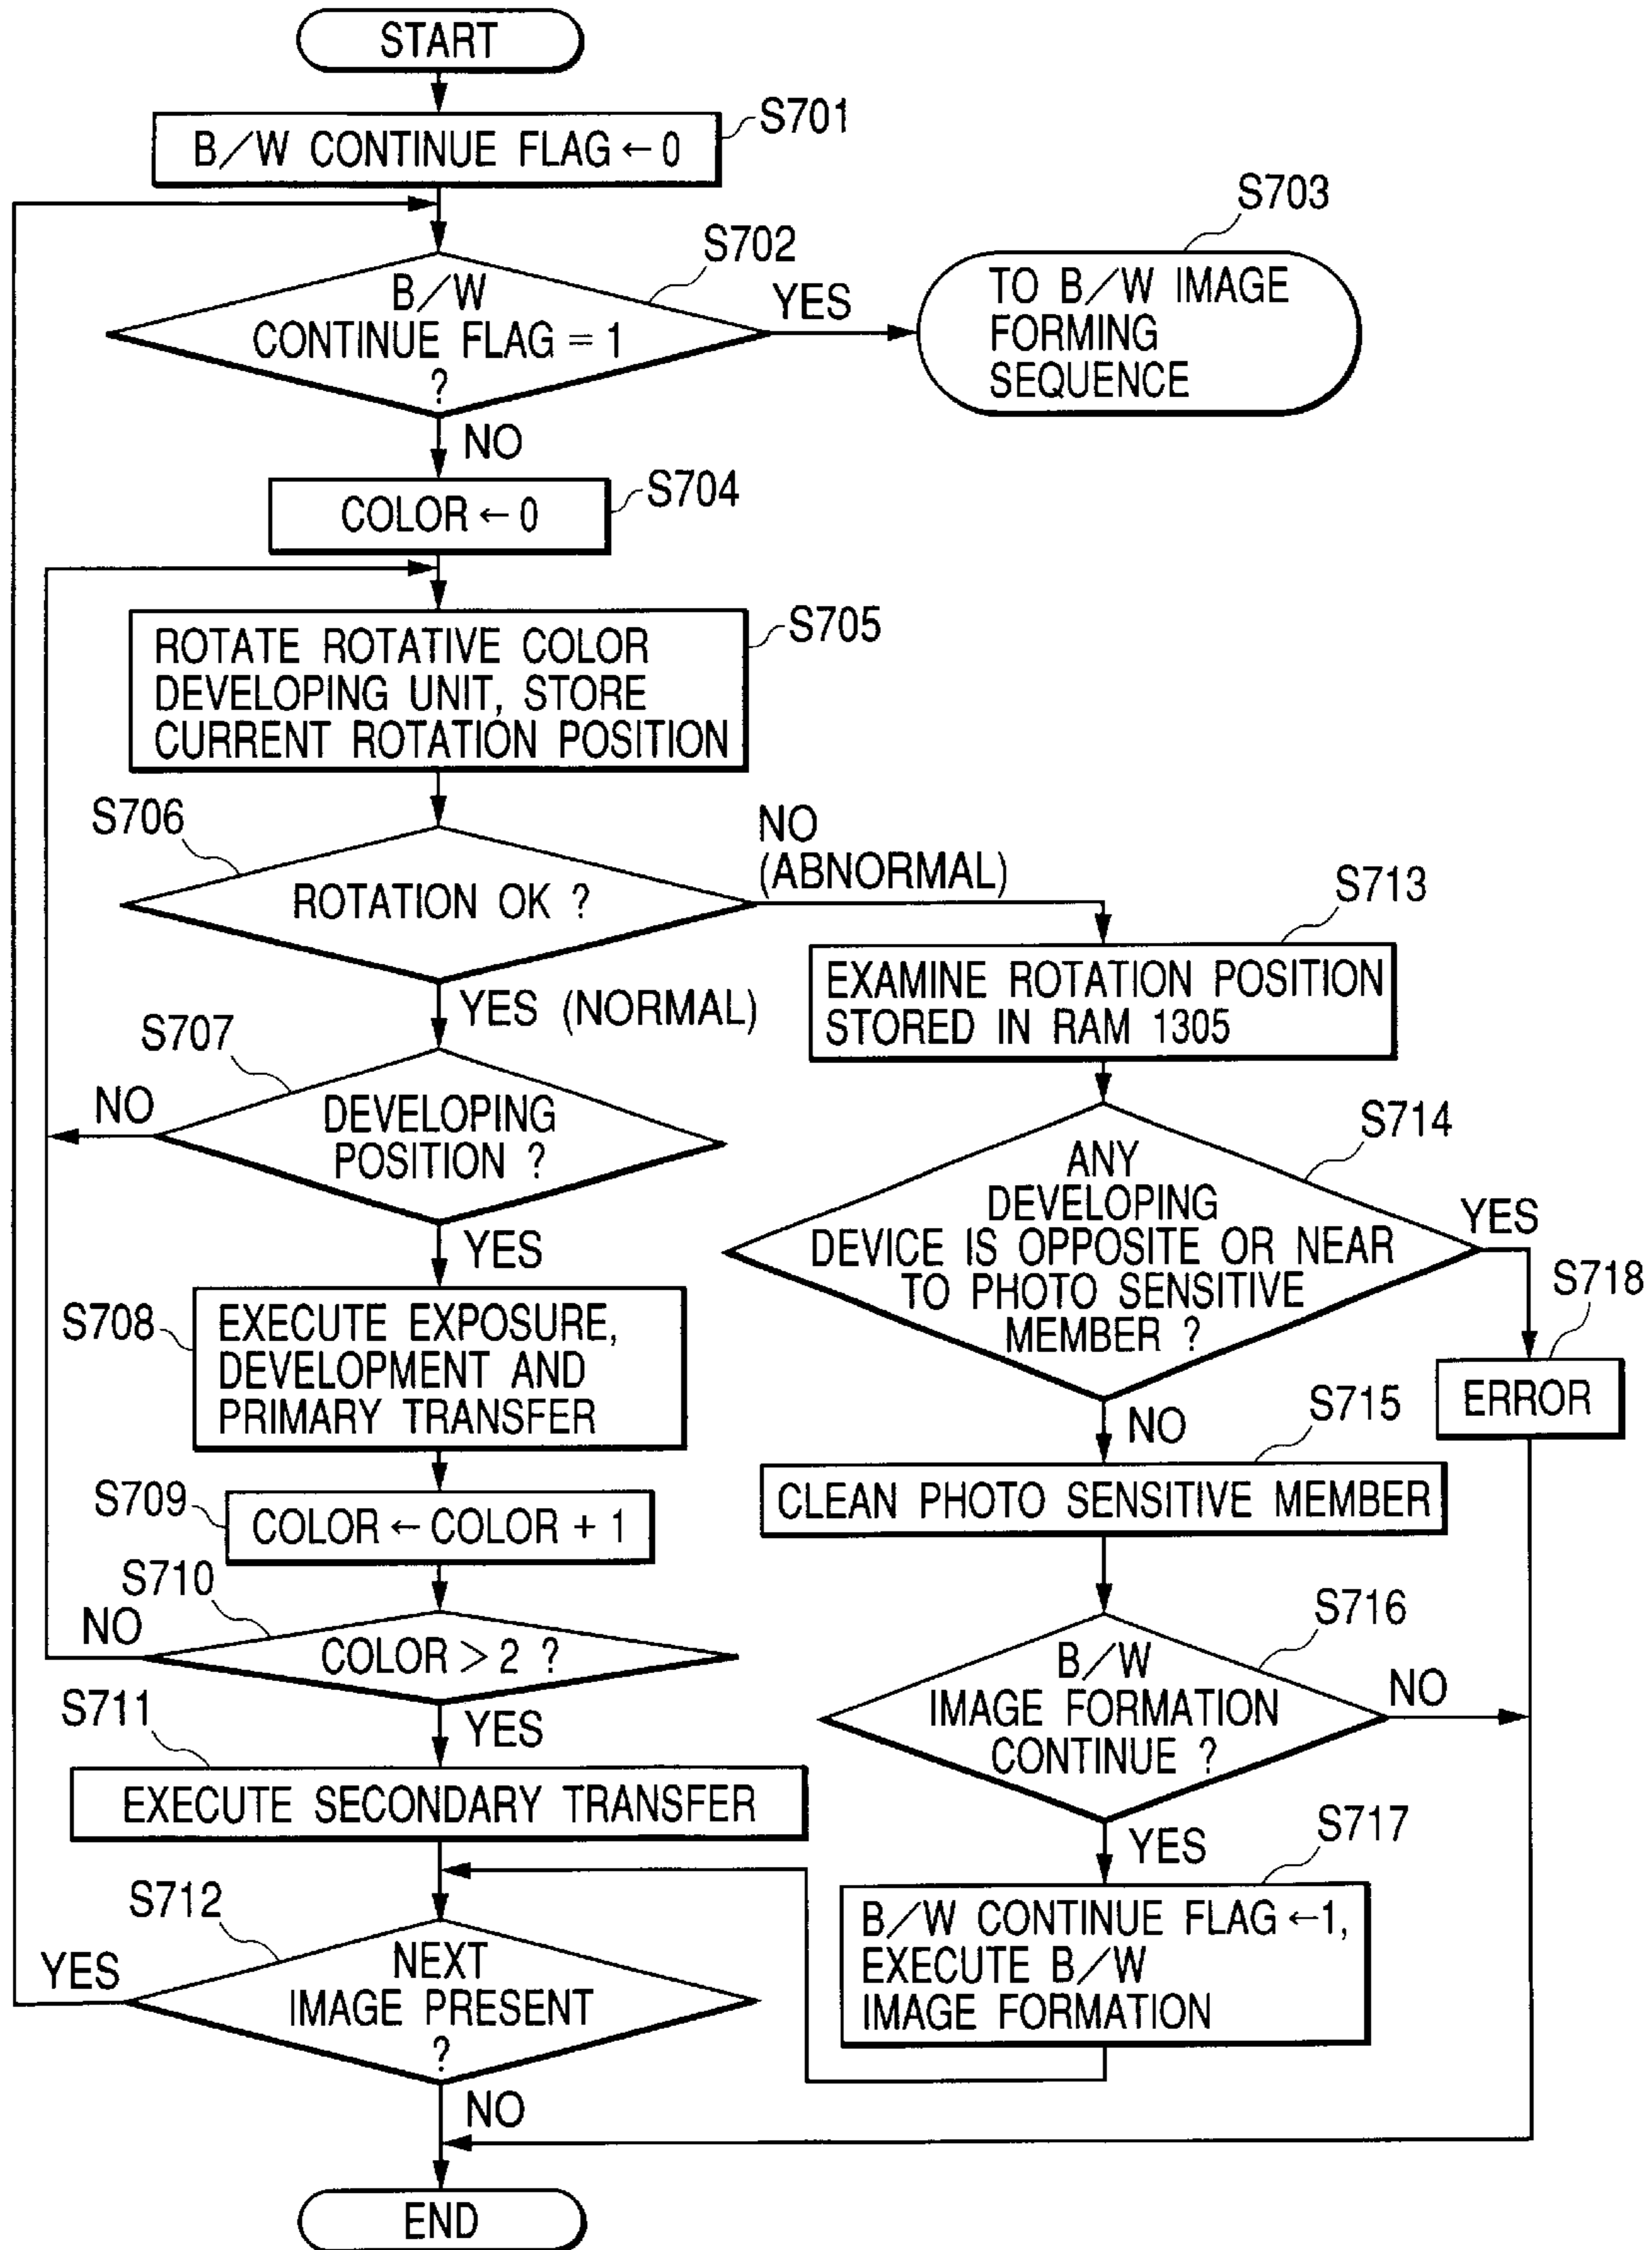 START
B/W CONTINUE FLAG ← 0
S701
B/W
CONTINUE FLAG = 1
?
S702
YES
TO B/W IMAGE
FORMING
SEQUENCE
S703
NO
COLOR ← 0
S704
ROTATE ROTATIVE COLOR
DEVELOPING UNIT, STORE
CURRENT ROTATION POSITION
S705
S706
ROTATION OK ?
NO
(ABNORMAL)
YES (NORMAL)
S713
EXAMINE ROTATION POSITION
STORED IN RAM 1305
S707
NO
DEVELOPING
POSITION ?
YES
S714
ANY
DEVELOPING
DEVICE IS OPPOSITE OR NEAR
TO PHOTO SENSITIVE
MEMBER ?
YES
S718
ERROR
NO
S708
EXECUTE EXPOSURE,
DEVELOPMENT AND
PRIMARY TRANSFER
S715
CLEAN PHOTO SENSITIVE MEMBER
S709
COLOR ← COLOR + 1
S710
NO
COLOR > 2 ?
YES
S716
B/W
IMAGE FORMATION
CONTINUE ?
NO
YES
S711
EXECUTE SECONDARY TRANSFER
S717
B/W CONTINUE FLAG ←1,
EXECUTE B/W
IMAGE FORMATION
S712
YES
NEXT
IMAGE PRESENT
?
NO
END